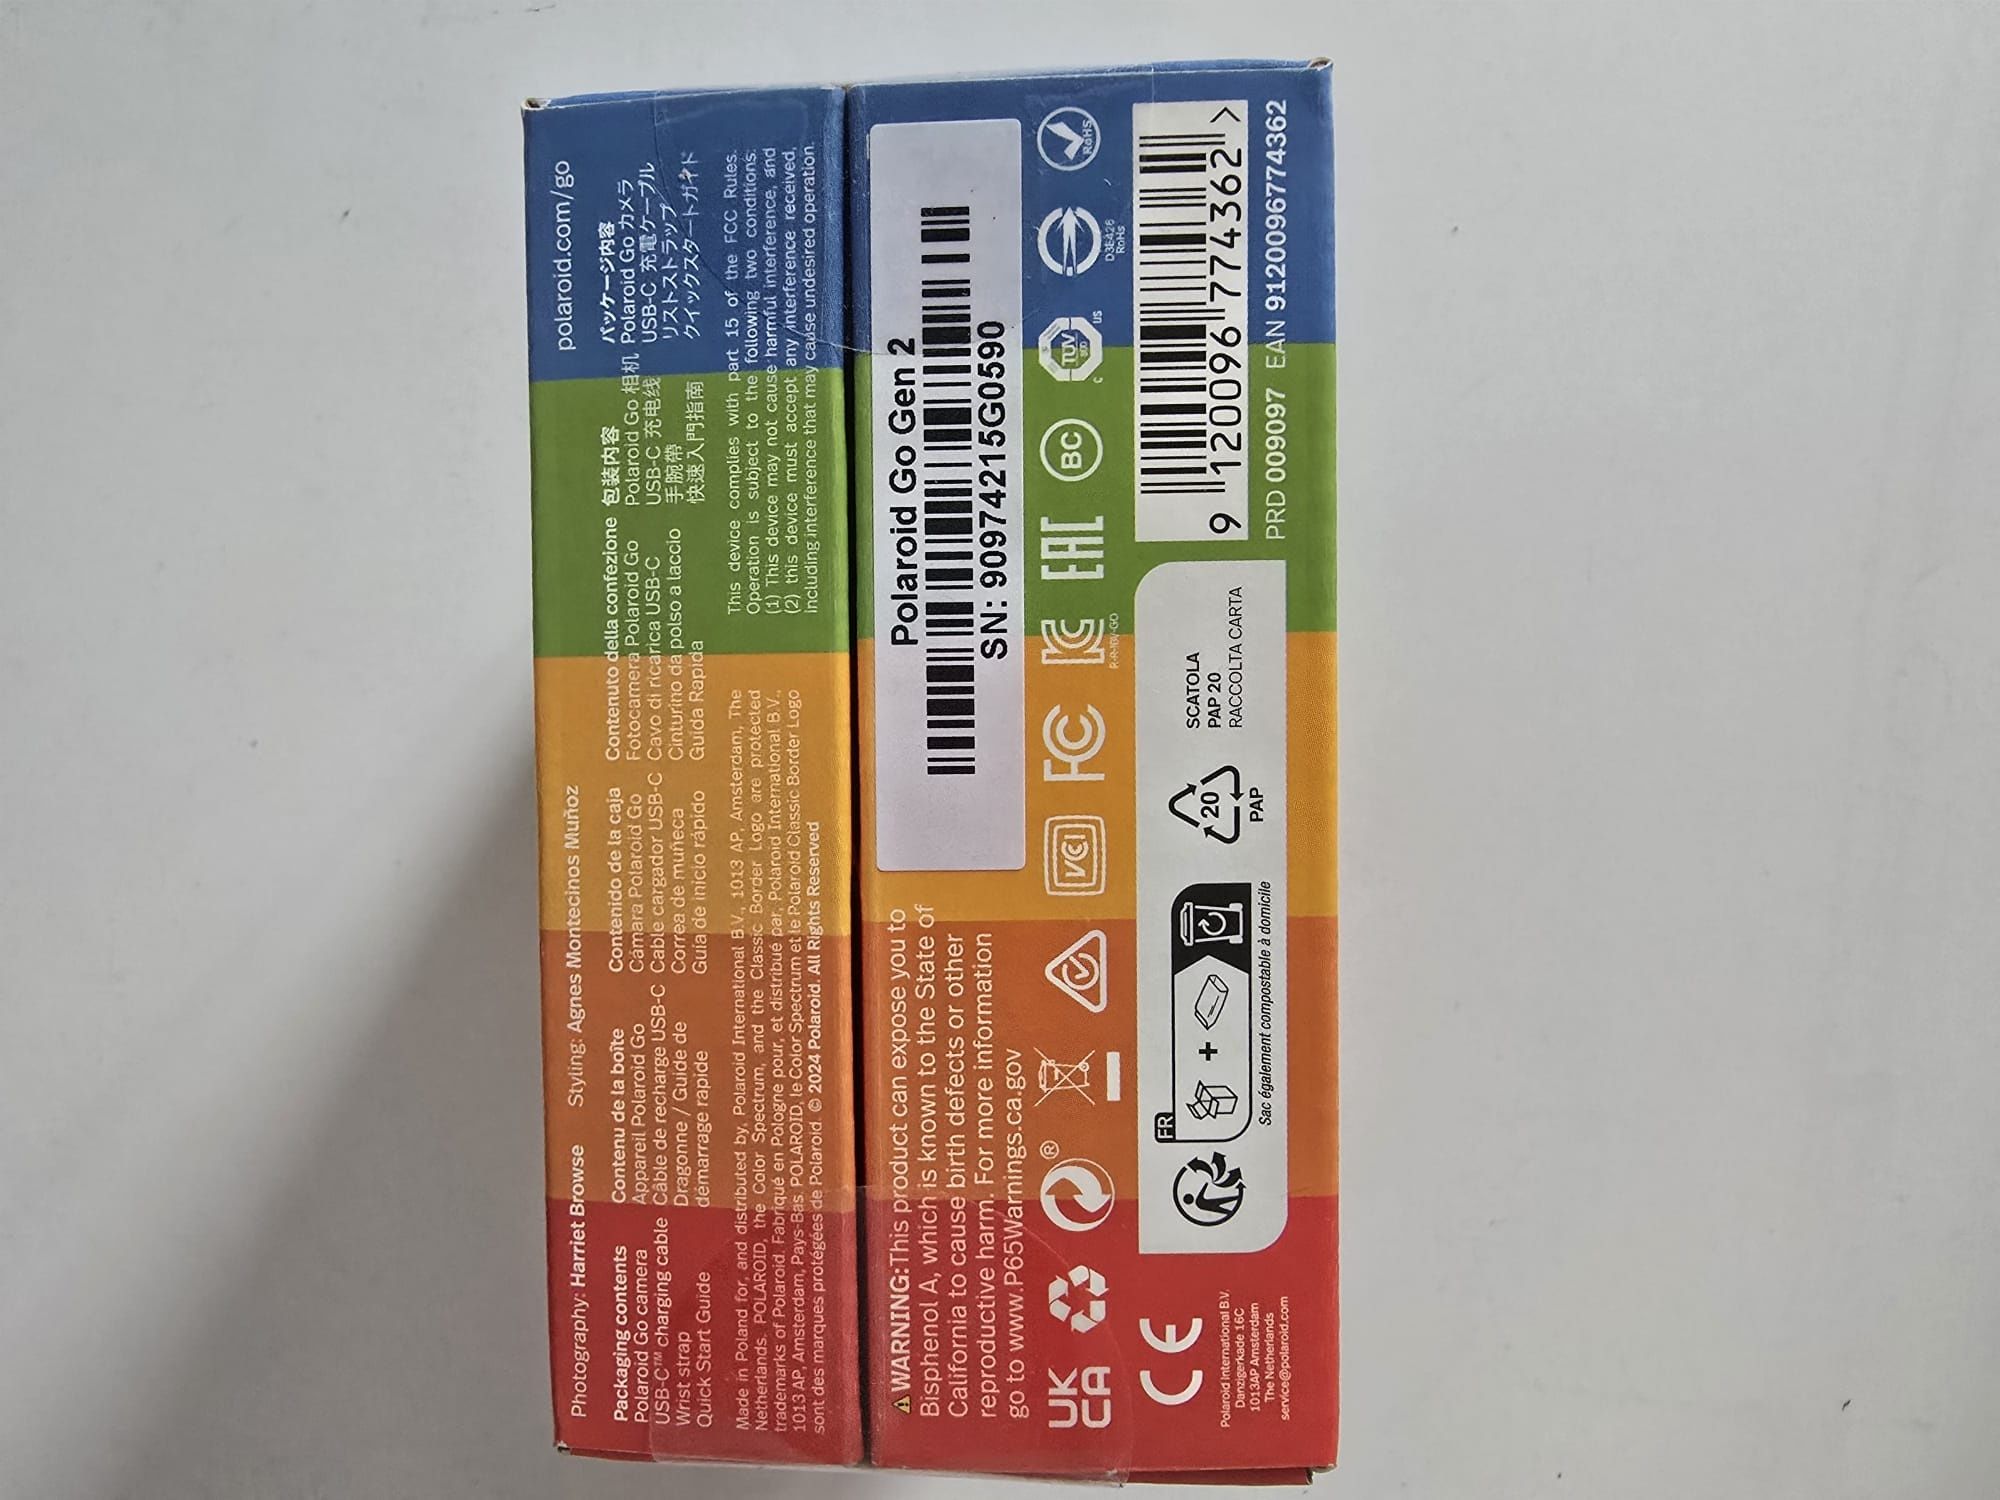 Photography: Harriet Browse
Styling: Agnes Montecinos Muñoz
polaroid.com/go
Packaging contents
Polaroid Go camera
USB-C™ charging cable
Wrist strap
Quick Start Guide
Contenu de la boîte
Appareil Polaroid Go
Câble de recharge USB-C
Dragonne / Guide de
démarrage rapide
Contenido de la caja
Cámara Polaroid Go
Cable cargador USB-C
Correa de muñeca
Guía de inicio rápido
Contenuto della confezione
Fotocamera Polaroid Go
Cavo di ricarica USB-C
Cinturino da polso a laccio
Guida Rapida
包装内容
Polaroid Go 相机
USB-C 充电线
手腕帶
快速入門指南
パッケージ内容
Polaroid Go カメラ
USB-C 充電ケーブル
リストストラップ
クイックスタートガイド
Made in Poland for, and distributed by, Polaroid International B.V., 1013 AP, Amsterdam, The
Netherlands. POLAROID, the Color Spectrum, and the Classic Border Logo are protected
trademarks of Polaroid. Fabriqué en Pologne pour, et distribué par, Polaroid International B.V.,
1013 AP, Amsterdam, Pays-Bas. POLAROID, le Color Spectrum et le Polaroid Classic Border Logo
sont des marques protégées de Polaroid. © 2024 Polaroid. All Rights Reserved
This device complies with part 15 of the FCC Rules.
Operation is subject to the following two conditions:
(1) This device may not cause harmful interference, and
(2) this device must accept any interference received,
including interference that may cause undesired operation.
WARNING:This product can expose you to
Bisphenol A, which is known to the State of
California to cause birth defects or other
reproductive harm. For more information
go to www.P65Warnings.ca.gov
Polaroid Go Gen 2
SN: 9097421​5G0590
UK
CA
®
VCI
FC
KC
R-R-TGV-GO
EAC
BC
C
TÜV
SÜD
US
D3E426
RoHS
RoHS
CE
Polaroid International B.V.
Danzigerkade 16C
1013AP Amsterdam
The Netherlands
service@polaroid.com
FR
+
Sac également compostable à domicile
20
PAP
SCATOLA
PAP 20
RACCOLTA CARTA
9 120096 774362 >
PRD 009097 EAN 9120096774362